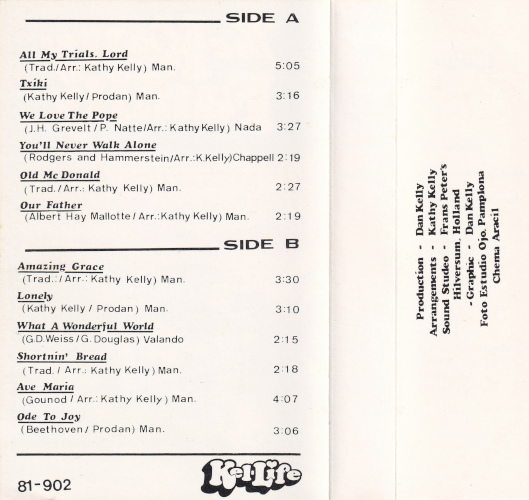 SIDE A
All My Trials. Lord
(Trad./Arr.: Kathy Kelly) Man. 5:05
Txiki
(Kathy Kelly/Prodan) Man. 3:16
We Love The Pope
(J.H. Grevelt/P. Natte/Arr.: Kathy Kelly) Nada 3:27
You'll Never Walk Alone
(Rodgers and Hammerstein/Arr.:K.Kelly)Chappell 2:19
Old Mc Donald
(Trad. /Arr.: Kathy Kelly) Man. 2:27
Our Father
(Albert Hay Mallotte/Arr.:Kathy Kelly) Man. 2:19
SIDE B
Amazing Grace
(Trad.:/Arr.: Kathy Kelly) Man. 3:30
Lonely
(Kathy Kelly / Prodan) Man. 3:10
What A Wonderful World
(G.D.Weiss/G. Douglas) Valando 2:15
Shortnin' Bread
(Trad. / Arr.: Kathy Kelly) Man. 2:18
Ave Maria
(Gounod / Arr.: Kathy Kelly) Man. 4:07
Ode To Joy
(Beethoven/ Prodan) Man. 3:06
81-902
Kel-Life
Production - Dan Kelly
Arrangements - Kathy Kelly
Sound Studeo - Frans Peter's
Hilversum. Holland
-Graphic - Dan Kelly
Foto Estudio Ojo. Pamplona
Chema Aracil